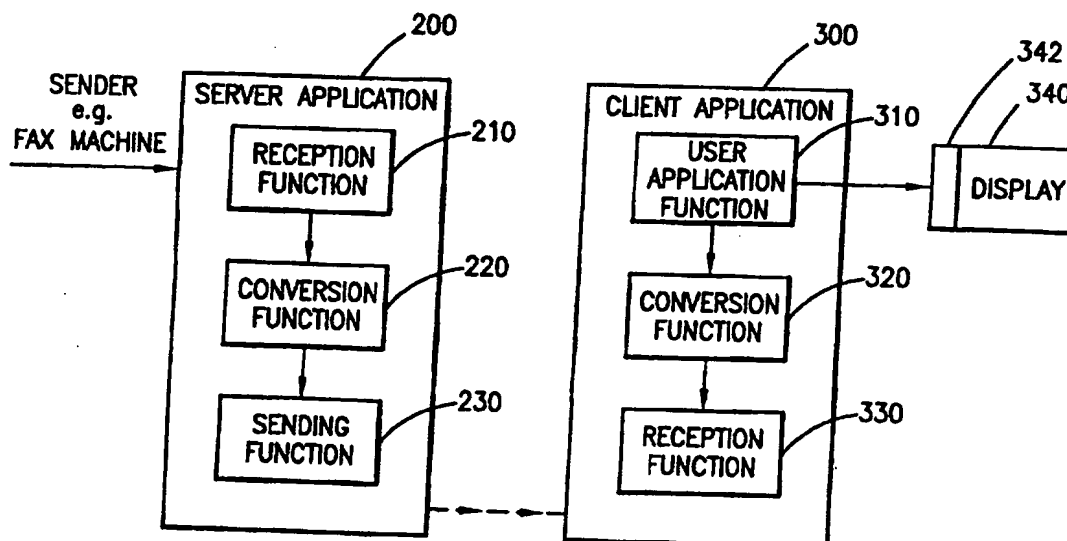 200
300
342
340
SENDER
e.g.
FAX MACHINE
SERVER APPLICATION
210
RECEPTION
FUNCTION
220
CONVERSION
FUNCTION
230
SENDING
FUNCTION
CLIENT APPLICATION
310
USER
APPLICATION
FUNCTION
DISPLAY
320
CONVERSION
FUNCTION
330
RECEPTION
FUNCTION